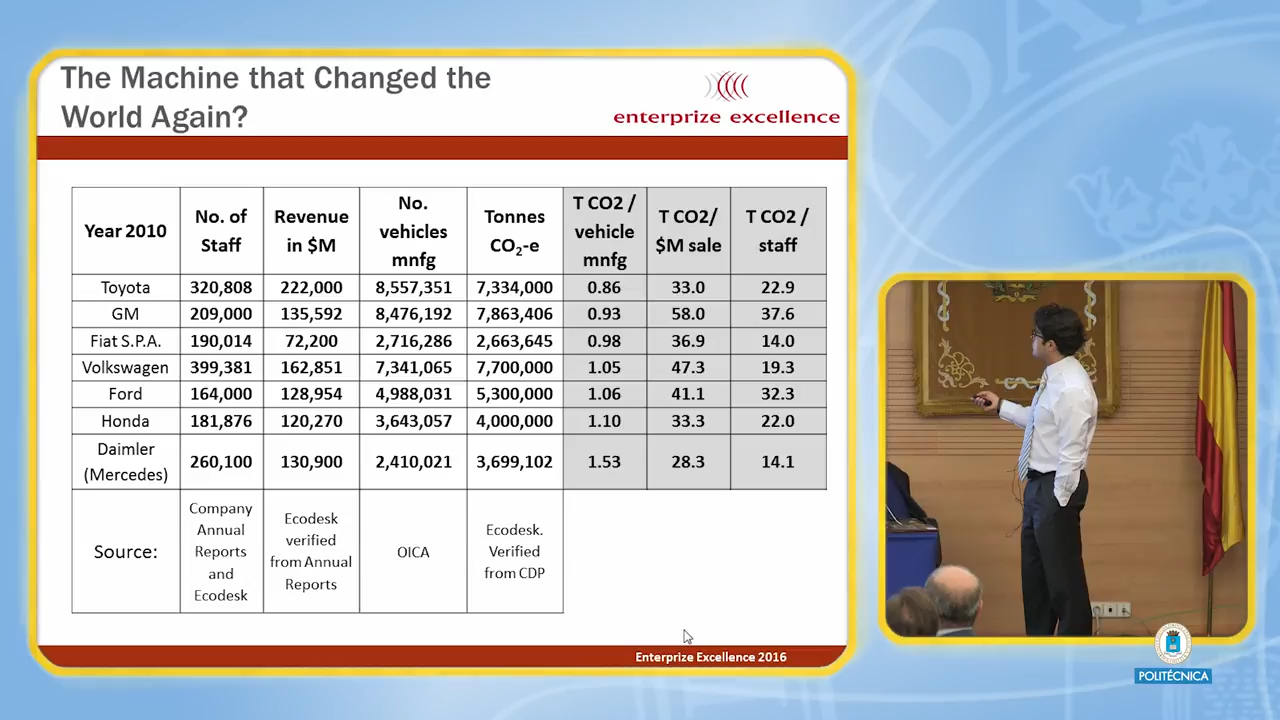 The Machine that Changed the
World Again?
enterprize excellence
Year 2010
No. of
Staff
Revenue
in $M
No.
vehicles
mnfg
Tonnes
CO₂-e
T CO2 /
vehicle
mnfg
T CO2/
$M sale
T CO2 /
staff
Toyota 320,808 222,000 8,557,351 7,334,000 0.86 33.0 22.9
GM 209,000 135,592 8,476,192 7,863,406 0.93 58.0 37.6
Fiat S.P.A. 190,014 72,200 2,716,286 2,663,645 0.98 36.9 14.0
Volkswagen 399,381 162,851 7,341,065 7,700,000 1.05 47.3 19.3
Ford 164,000 128,954 4,988,031 5,300,000 1.06 41.1 32.3
Honda 181,876 120,270 3,643,057 4,000,000 1.10 33.3 22.0
Daimler
(Mercedes) 260,100 130,900 2,410,021 3,699,102 1.53 28.3 14.1
Source:
Company
Annual
Reports
and
Ecodesk
Ecodesk
verified
from Annual
Reports
OICA
Ecodesk.
Verified
from CDP
Enterprize Excellence 2016
POLITÉCNICA